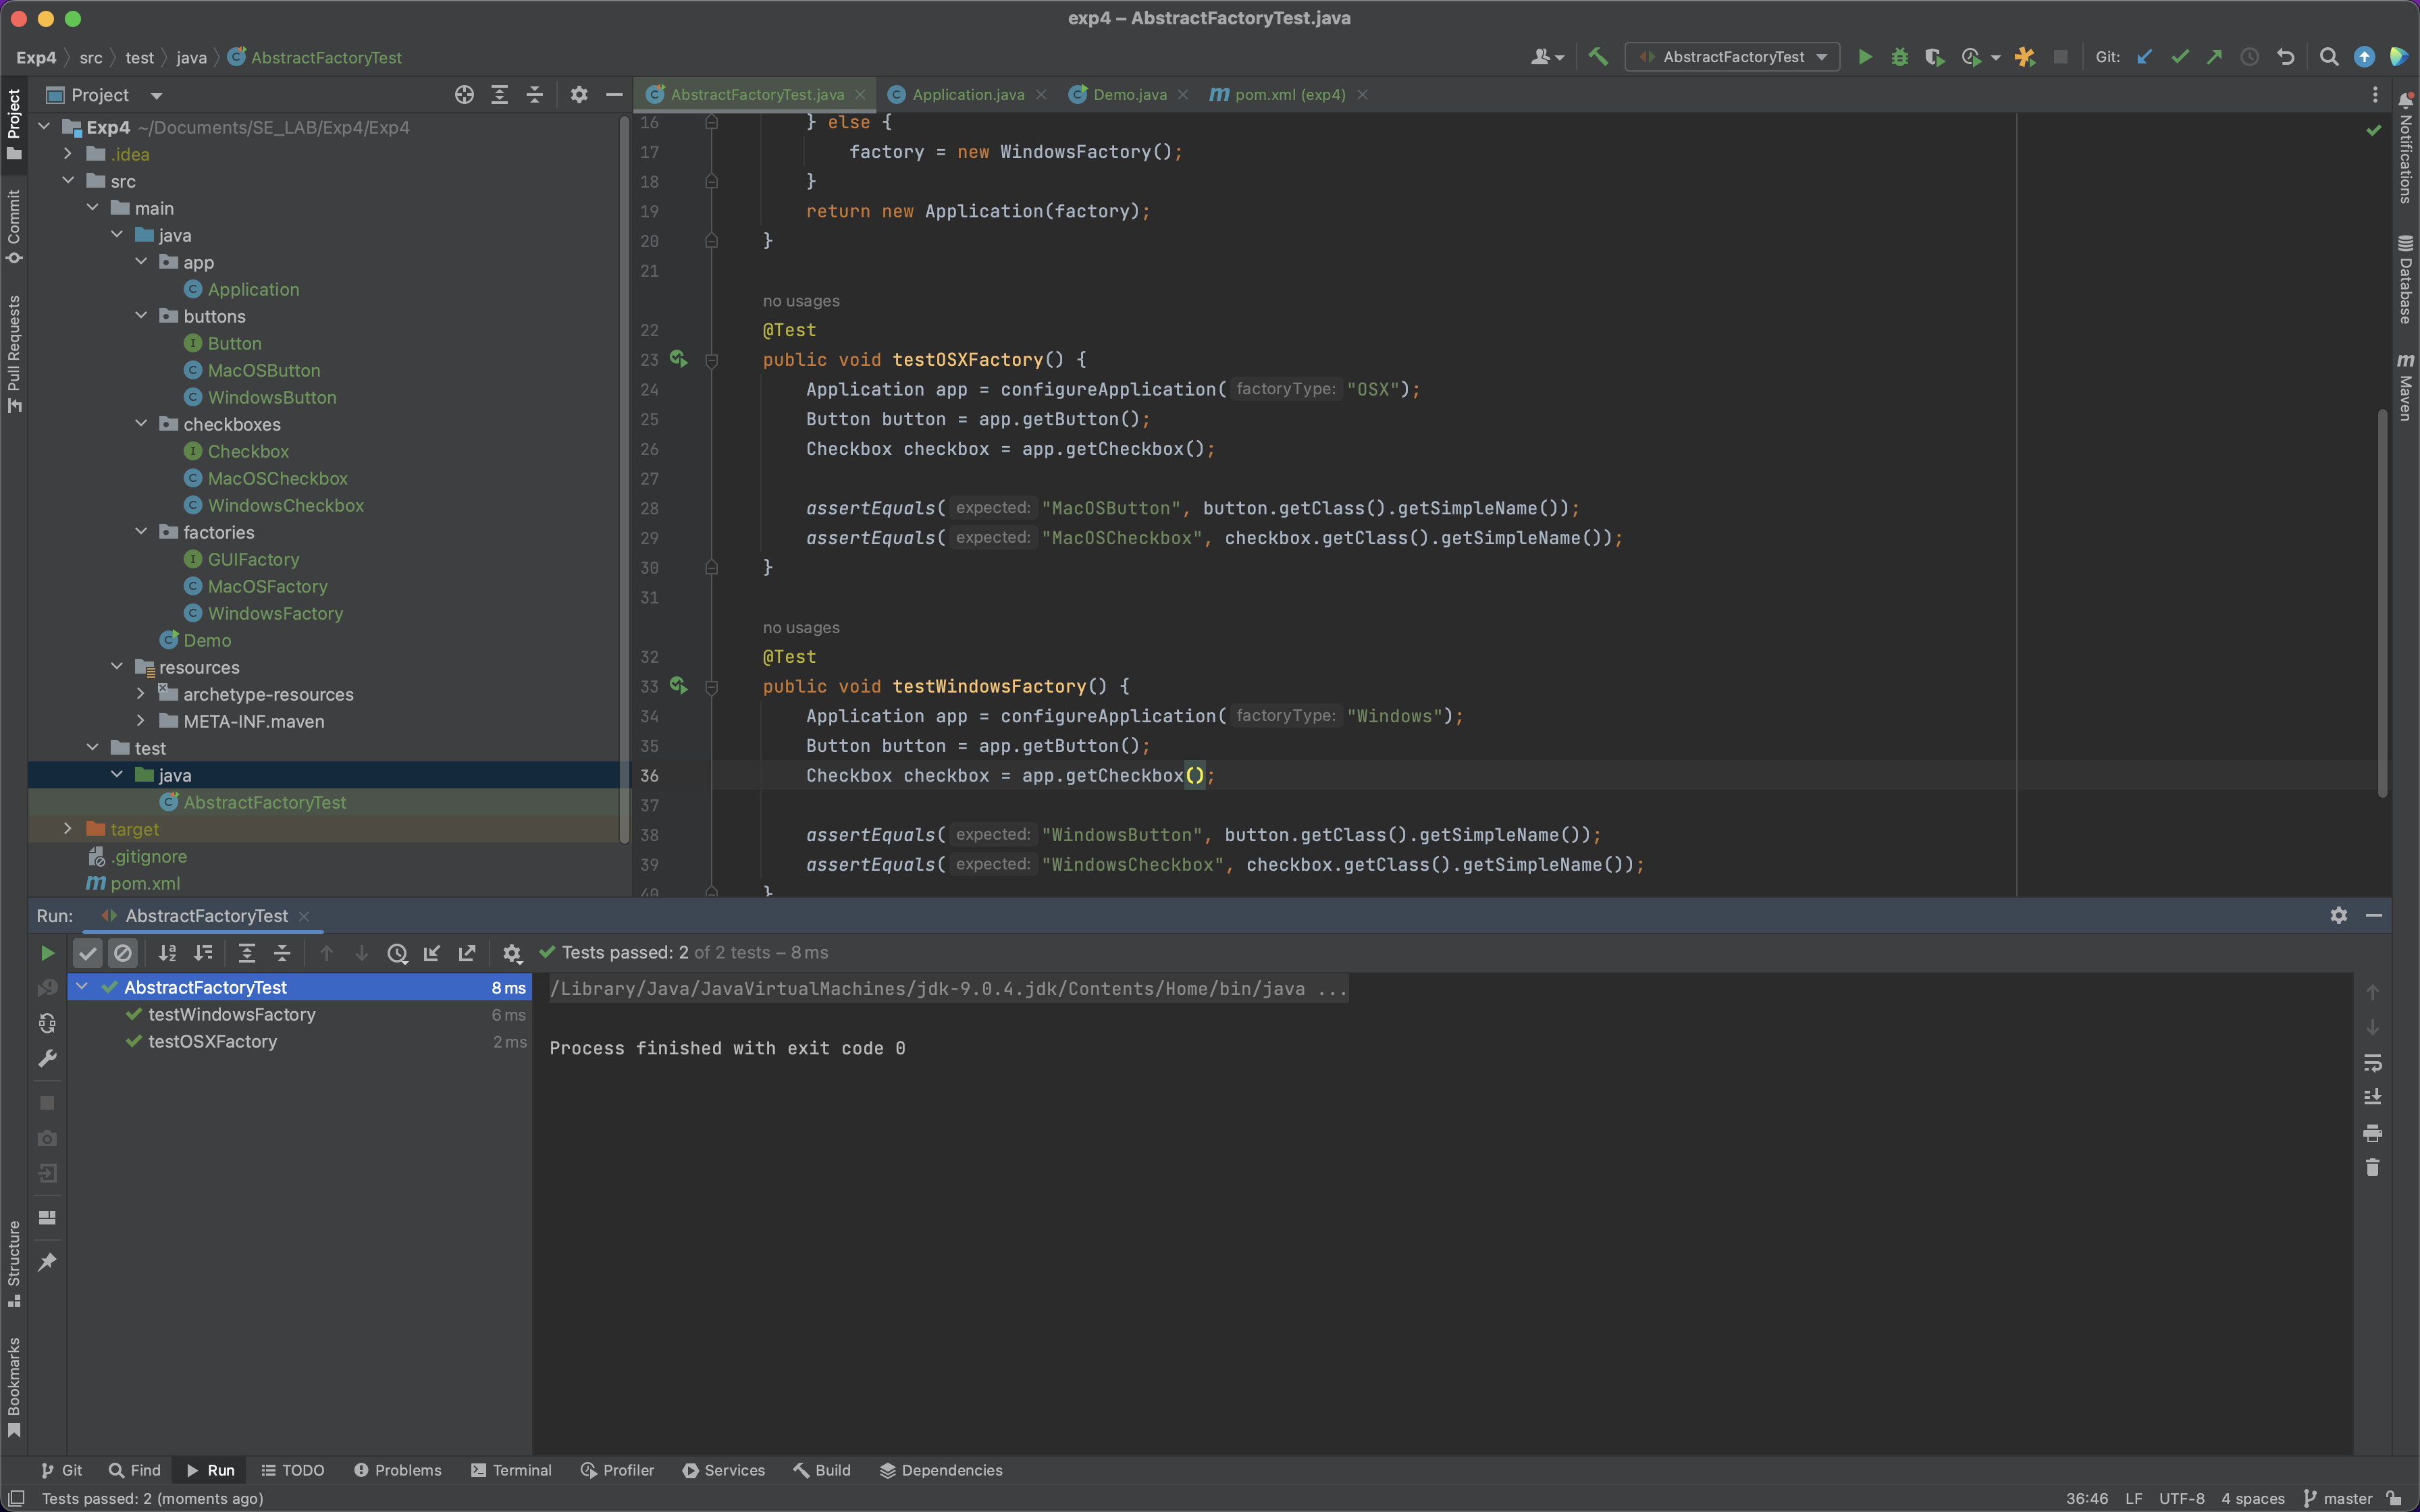 exp4 – AbstractFactoryTest.java
Exp4 src test java AbstractFactoryTest
AbstractFactoryTest
Git:
Project
AbstractFactoryTest.java
Application.java
Demo.java
pom.xml (exp4)
Project
Commit
Pull Requests
Structure
Bookmarks
Exp4 ~/Documents/SE_LAB/Exp4/Exp4
.idea
src
main
java
app
Application
buttons
Button
MacOSButton
WindowsButton
checkboxes
Checkbox
MacOSCheckbox
WindowsCheckbox
factories
GUIFactory
MacOSFactory
WindowsFactory
Demo
resources
archetype-resources
META-INF.maven
test
java
AbstractFactoryTest
target
.gitignore
pom.xml
16 } else {
17 factory = new WindowsFactory();
18 }
19 return new Application(factory);
20 }
21
no usages
22 @Test
23 public void testOSXFactory() {
24 Application app = configureApplication( factoryType: "OSX");
25 Button button = app.getButton();
26 Checkbox checkbox = app.getCheckbox();
27
28 assertEquals( expected: "MacOSButton", button.getClass().getSimpleName());
29 assertEquals( expected: "MacOSCheckbox", checkbox.getClass().getSimpleName());
30 }
31
no usages
32 @Test
33 public void testWindowsFactory() {
34 Application app = configureApplication( factoryType: "Windows");
35 Button button = app.getButton();
36 Checkbox checkbox = app.getCheckbox();
37
38 assertEquals( expected: "WindowsButton", button.getClass().getSimpleName());
39 assertEquals( expected: "WindowsCheckbox", checkbox.getClass().getSimpleName());
40 }
Notifications
Database
Maven
Run: AbstractFactoryTest
Tests passed: 2 of 2 tests – 8 ms
AbstractFactoryTest 8 ms
testWindowsFactory 6 ms
testOSXFactory 2 ms
/Library/Java/JavaVirtualMachines/jdk-9.0.4.jdk/Contents/Home/bin/java ...
Process finished with exit code 0
Git Find Run TODO Problems Terminal Profiler Services Build Dependencies
Tests passed: 2 (moments ago)
36:46 LF UTF-8 4 spaces master